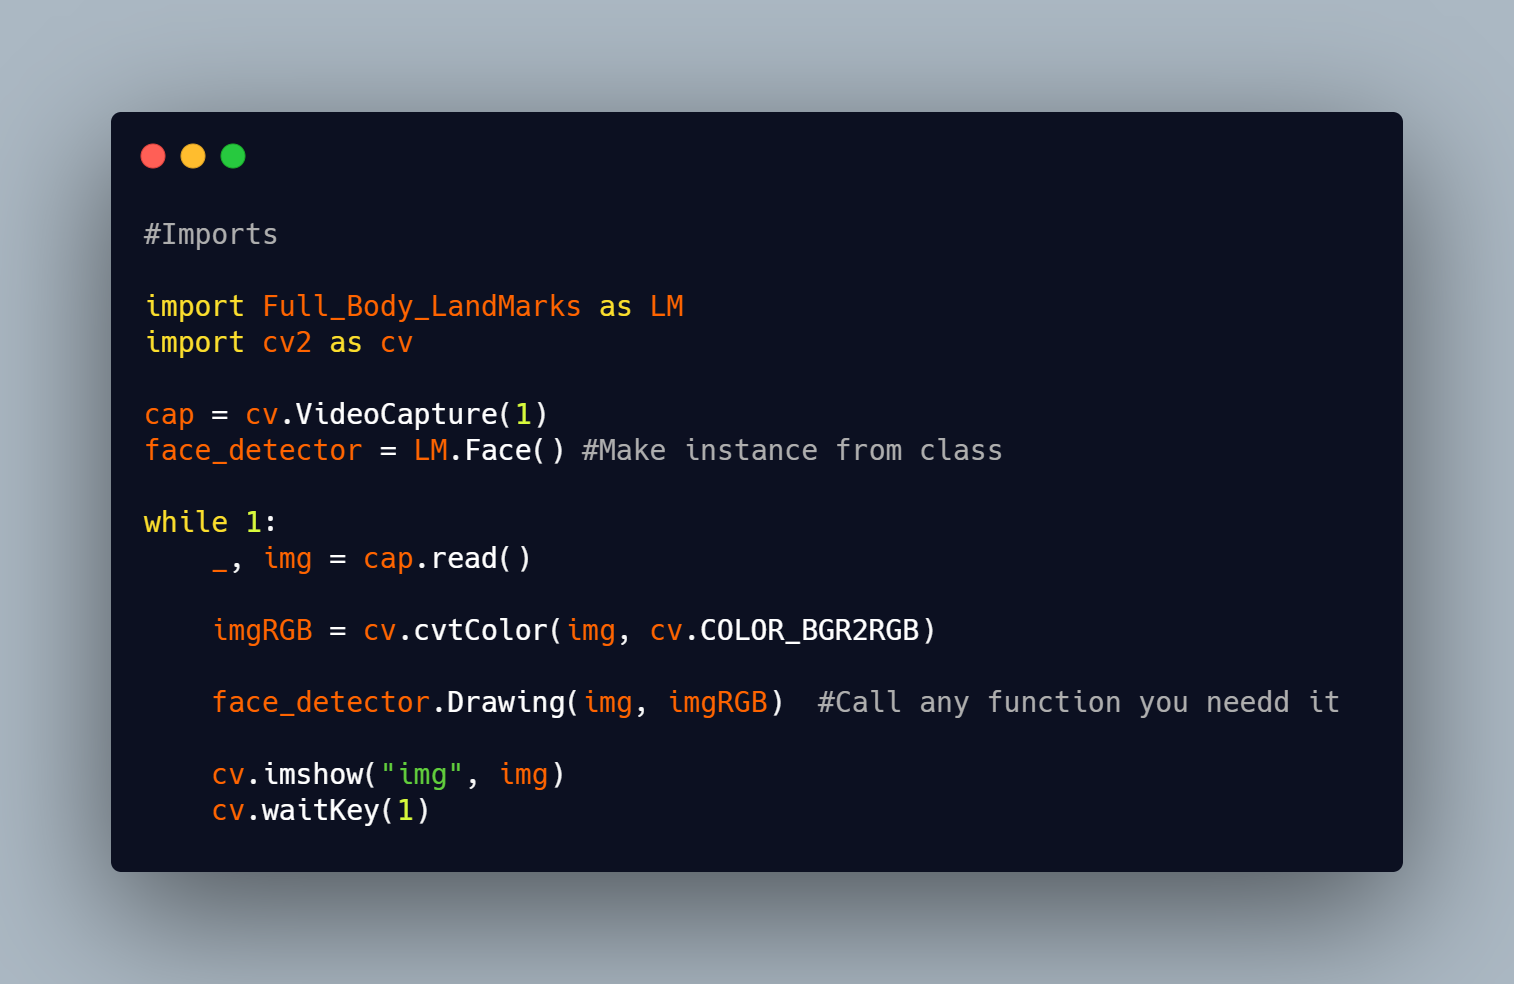 #Imports
import Full_Body_LandMarks as LM
import cv2 as cv
cap = cv.VideoCapture(1)
face_detector = LM.Face() #Make instance from class
while 1:
    _, img = cap.read()
    imgRGB = cv.cvtColor(img, cv.COLOR_BGR2RGB)
    face_detector.Drawing(img, imgRGB)  #Call any function you needd it
    cv.imshow("img", img)
    cv.waitKey(1)